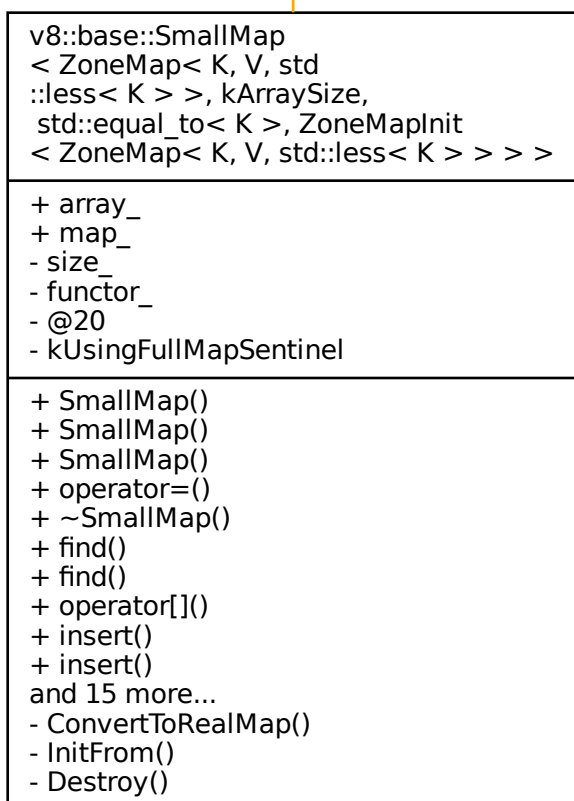 v8::base::SmallMap
< ZoneMap< K, V, std
::less< K > >, kArraySize,
std::equal_to< K >, ZoneMapInit
< ZoneMap< K, V, std::less< K > > > >
+ array_
+ map_
- size_
- functor_
- @20
- kUsingFullMapSentinel
+ SmallMap()
+ SmallMap()
+ SmallMap()
+ operator=()
+ ~SmallMap()
+ find()
+ find()
+ operator[]()
+ insert()
+ insert()
and 15 more...
- ConvertToRealMap()
- InitFrom()
- Destroy()